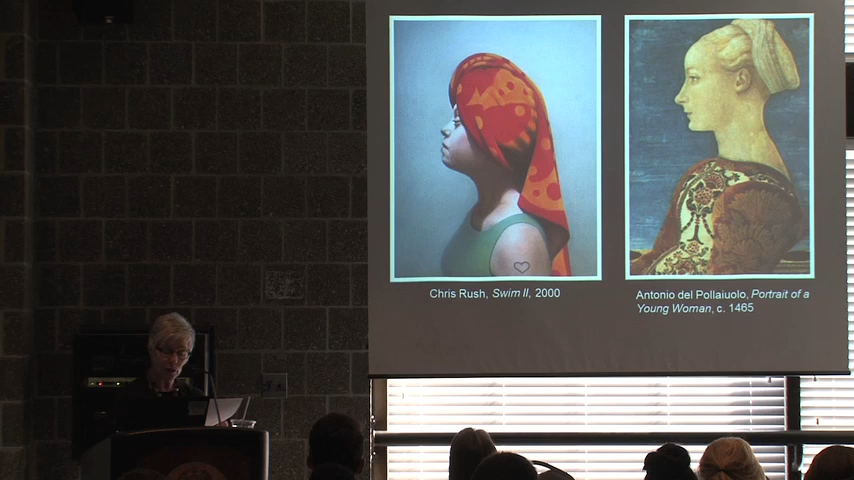 Chris Rush, Swim II, 2000
Antonio del Pollaiuolo, Portrait of a
Young Woman, c. 1465